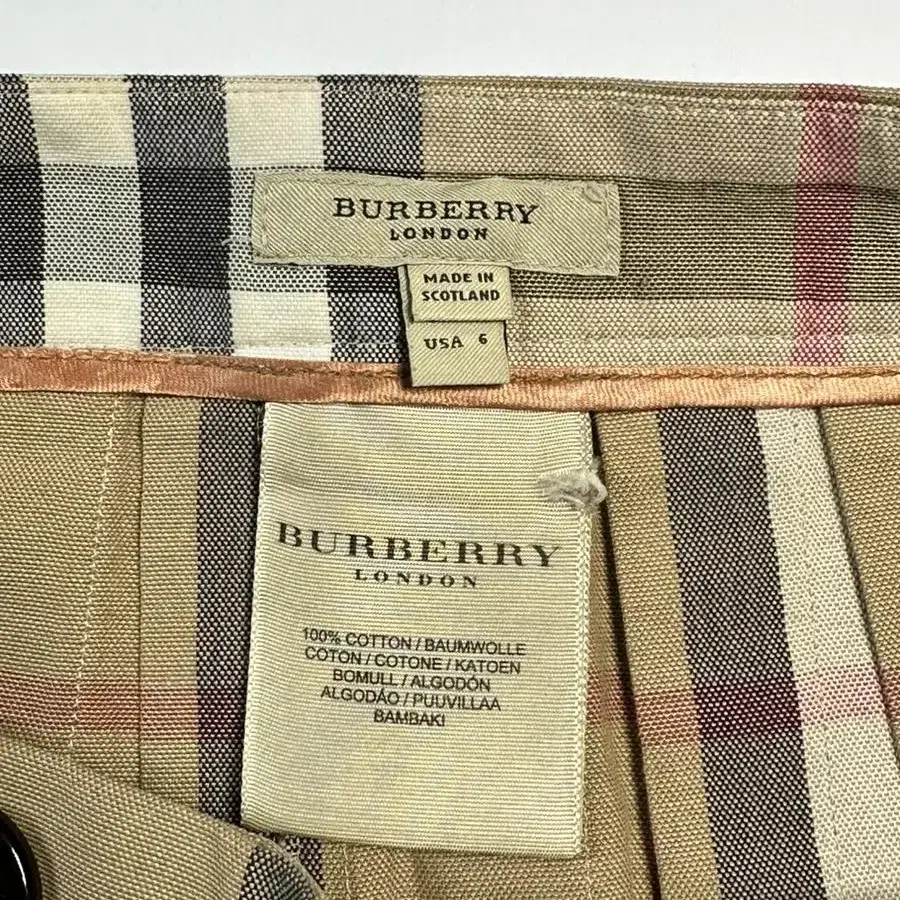 BURBERRY
LONDON
MADE IN
SCOTLAND
USA 6
BURBERRY
LONDON
100% COTTON / BAUMWOLLE
COTON / COTONE / KATOEN
BOMULL / ALGODÓN
ALGODÃO / PUUVILLAA
BAMBAKI